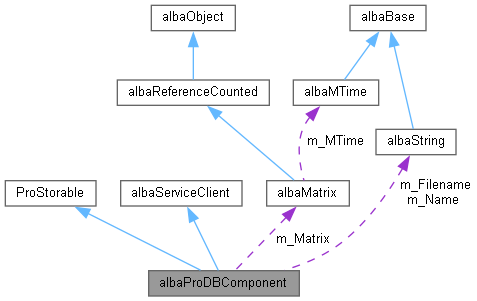 albaObject
albaBase
albaReferenceCounted
albaMTime
m_MTime
albaString
ProStorable
albaServiceClient
albaMatrix
m_Filename
m_Name
m_Matrix
albaProDBComponent